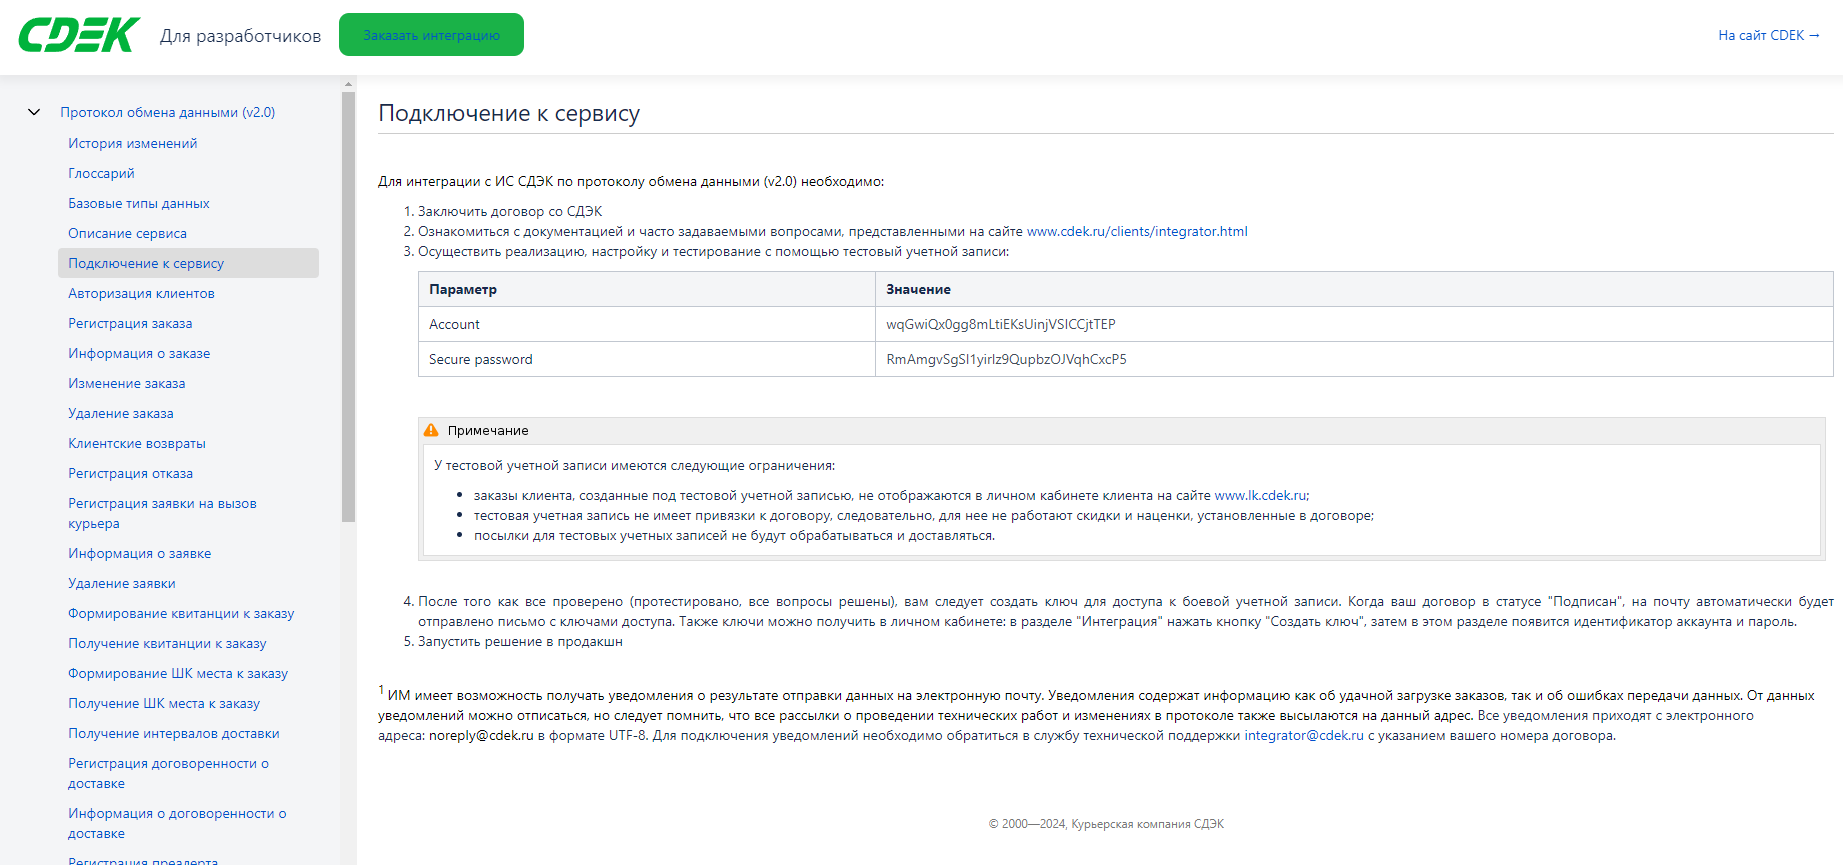 CDEK
Для разработчиков
Заказать интеграцию
На сайт CDEK →
Протокол обмена данными (v2.0)
История изменений
Глоссарий
Базовые типы данных
Описание сервиса
Подключение к сервису
Авторизация клиентов
Регистрация заказа
Информация о заказе
Изменение заказа
Удаление заказа
Клиентские возвраты
Регистрация отказа
Регистрация заявки на вызов
курьера
Информация о заявке
Удаление заявки
Формирование квитанции к заказу
Получение квитанции к заказу
Формирование ШК места к заказу
Получение ШК места к заказу
Получение интервалов доставки
Регистрация договоренности о
доставке
Информация о договоренности о
доставке
Регистрация преалерта
Подключение к сервису
Для интеграции с ИС СДЭК по протоколу обмена данными (v2.0) необходимо:
1. Заключить договор со СДЭК
2. Ознакомиться с документацией и часто задаваемыми вопросами, представленными на сайте www.cdek.ru/clients/integrator.html
3. Осуществить реализацию, настройку и тестирование с помощью тестовый учетной записи:
Параметр Значение
Account wqGwiQx0gg8mLtiEKsUinjVSICCjtTEP
Secure password RmAmgvSgSl1yirlz9QupbzOJVqhCxcP5
Примечание
У тестовой учетной записи имеются следующие ограничения:
• заказы клиента, созданные под тестовой учетной записью, не отображаются в личном кабинете клиента на сайте www.lk.cdek.ru;
• тестовая учетная запись не имеет привязки к договору, следовательно, для нее не работают скидки и наценки, установленные в договоре;
• посылки для тестовых учетных записей не будут обрабатываться и доставляться.
4. После того как все проверено (протестировано, все вопросы решены), вам следует создать ключ для доступа к боевой учетной записи. Когда ваш договор в статусе "Подписан", на почту автоматически будет
отправлено письмо с ключами доступа. Также ключи можно получить в личном кабинете: в разделе "Интеграция" нажать кнопку "Создать ключ", затем в этом разделе появится идентификатор аккаунта и пароль.
5. Запустить решение в продакшн
1 ИМ имеет возможность получать уведомления о результате отправки данных на электронную почту. Уведомления содержат информацию как об удачной загрузке заказов, так и об ошибках передачи данных. От данных
уведомлений можно отписаться, но следует помнить, что все рассылки о проведении технических работ и изменениях в протоколе также высылаются на данный адрес. Все уведомления приходят с электронного
адреса: noreply@cdek.ru в формате UTF-8. Для подключения уведомлений необходимо обратиться в службу технической поддержки integrator@cdek.ru с указанием вашего номера договора.
© 2000—2024, Курьерская компания СДЭК